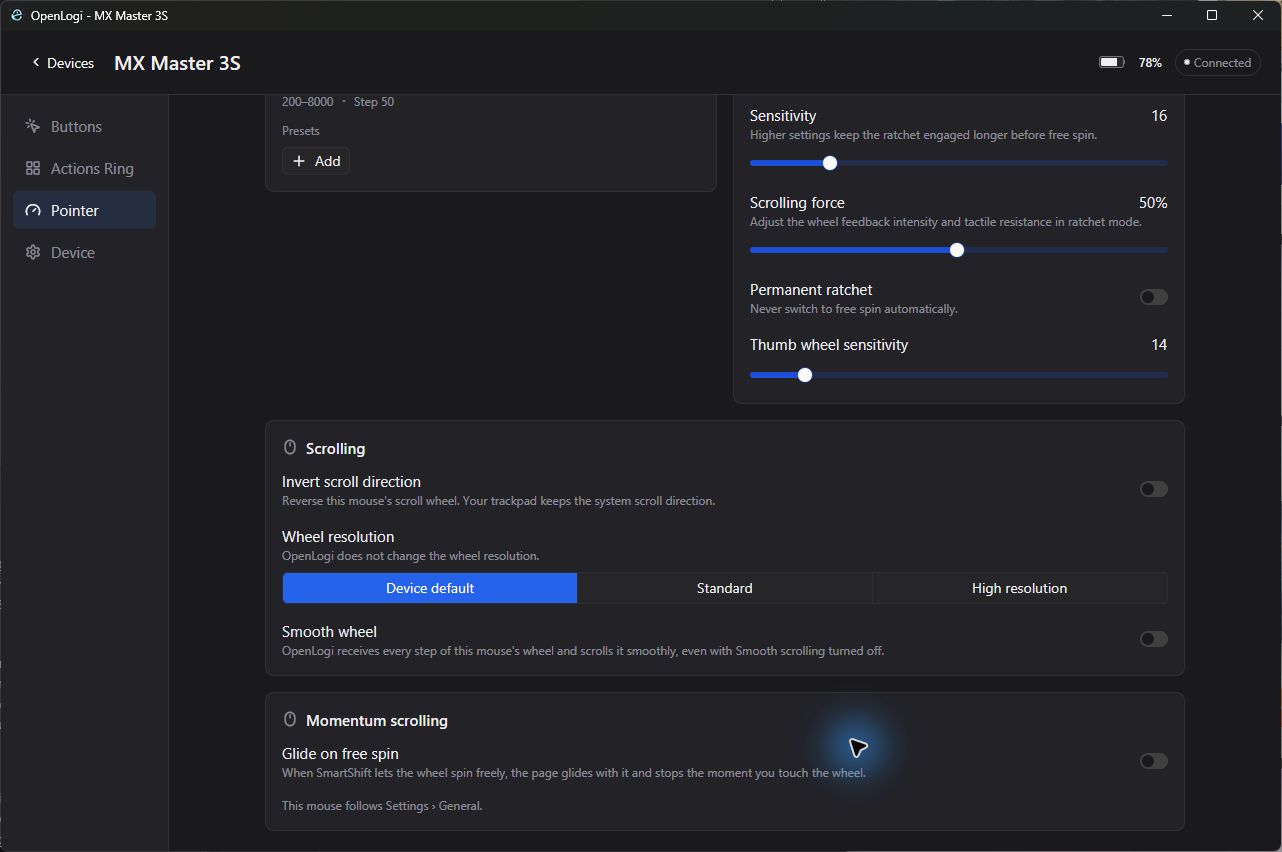 OpenLogi - MX Master 3S
Devices
MX Master 3S
78%
Connected
Buttons
Actions Ring
Pointer
Device
200–8000 · Step 50
Presets
Add
Sensitivity
16
Higher settings keep the ratchet engaged longer before free spin.
Scrolling force
50%
Adjust the wheel feedback intensity and tactile resistance in ratchet mode.
Permanent ratchet
Never switch to free spin automatically.
Thumb wheel sensitivity
14
Scrolling
Invert scroll direction
Reverse this mouse's scroll wheel. Your trackpad keeps the system scroll direction.
Wheel resolution
OpenLogi does not change the wheel resolution.
Device default
Standard
High resolution
Smooth wheel
OpenLogi receives every step of this mouse's wheel and scrolls it smoothly, even with Smooth scrolling turned off.
Momentum scrolling
Glide on free spin
When SmartShift lets the wheel spin freely, the page glides with it and stops the moment you touch the wheel.
This mouse follows Settings › General.